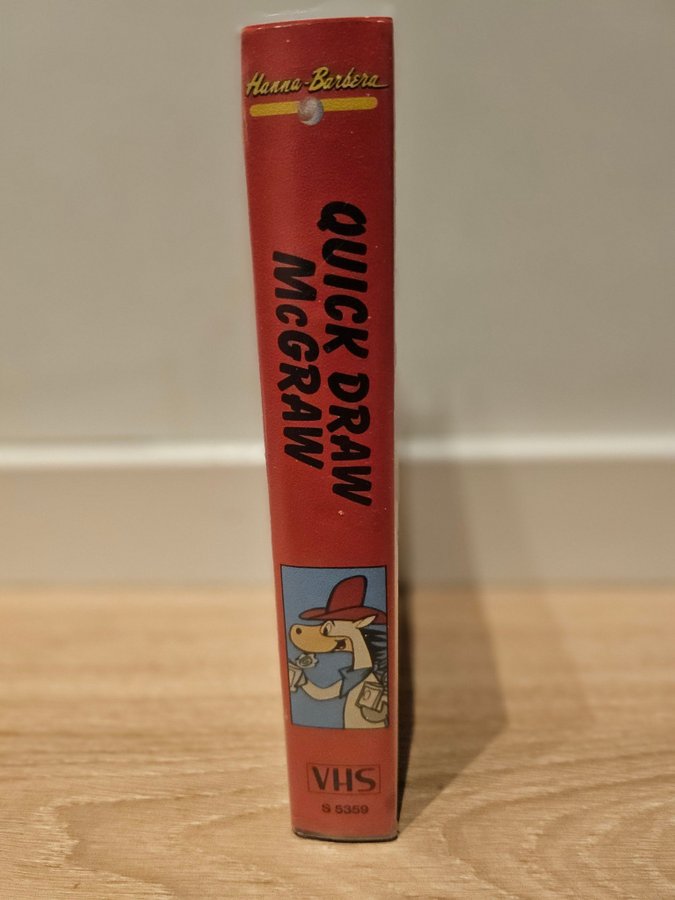 Hanna-Barbera
QUICK DRAW
McGRAW
VHS
S 5359